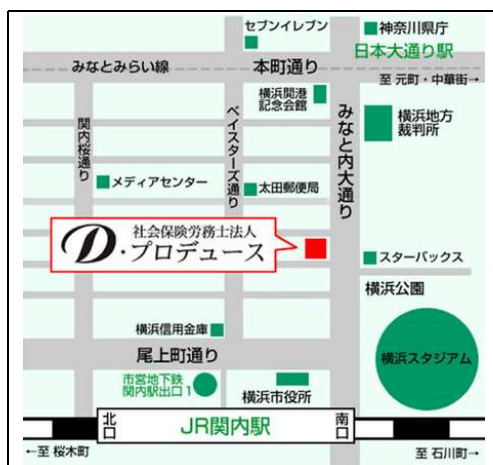 セブンイレブン
神奈川県庁
日本大通り駅
みなとみらい線
本町通り
至 元町・中華街→
横浜開港
記念会館
横浜地方
裁判所
関内桜通り
ベイスターズ通り
みなと内大通り
メディアセンター
太田郵便局
社会保険労務士法人
D・プロデュース
スターバックス
横浜公園
横浜信用金庫
尾上町通り
横浜スタジアム
市営地下鉄
関内駅出口1
横浜市役所
北口
JR関内駅
南口
←至 桜木町
至 石川町→